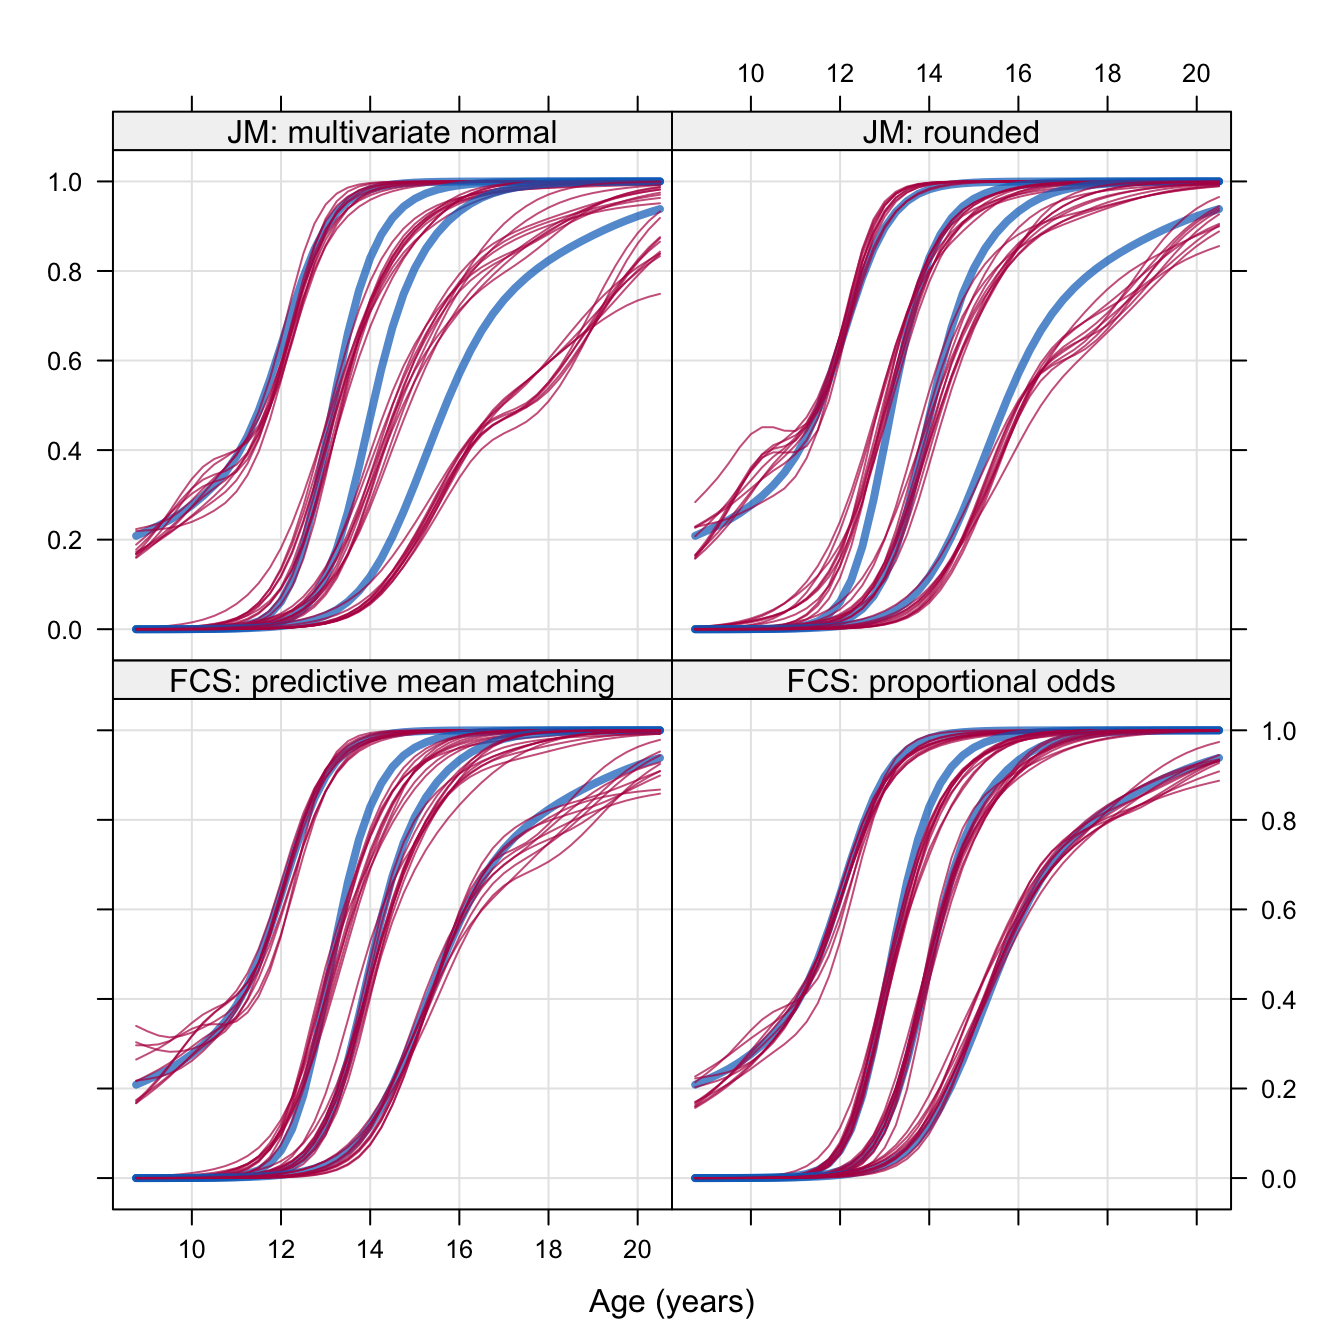 10 12 14 16 18 20
JM: multivariate normal
JM: rounded
1.0
0.8
0.6
0.4
0.2
0.0
FCS: predictive mean matching
FCS: proportional odds
1.0
0.8
0.6
0.4
0.2
0.0
10 12 14 16 18 20
Age (years)